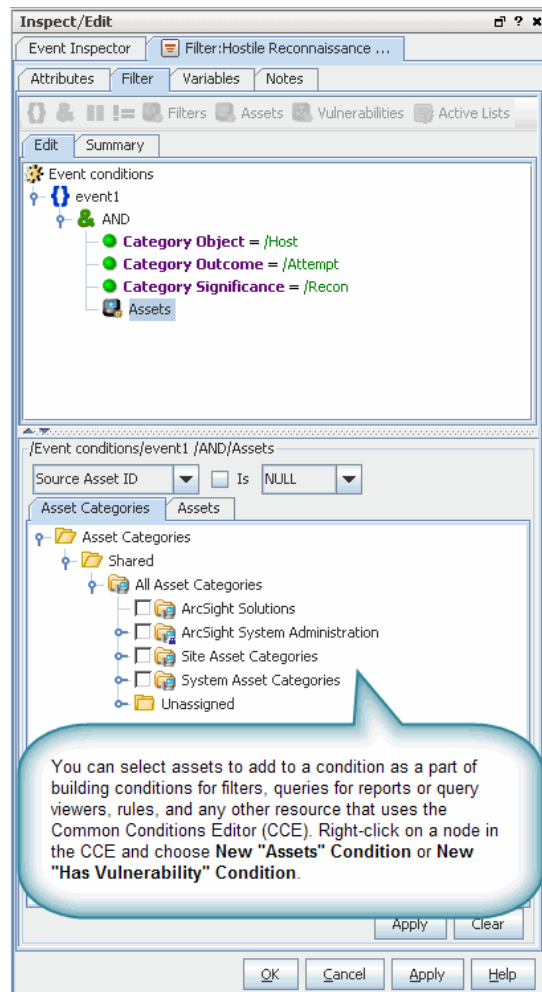 Inspect/Edit
Event Inspector
Filter:Hostile Reconnaissance ...
Attributes Filter Variables Notes
{} & != Filters Assets Vulnerabilities Active Lists
Edit Summary
Event conditions
{} event1
& AND
Category Object = /Host
Category Outcome = /Attempt
Category Significance = /Recon
Assets
/Event conditions/event1 /AND/Assets
Source Asset ID Is NULL
Asset Categories Assets
Asset Categories
Shared
All Asset Categories
ArcSight Solutions
ArcSight System Administration
Site Asset Categories
System Asset Categories
Unassigned
You can select assets to add to a condition as a part of
building conditions for filters, queries for reports or query
viewers, rules, and any other resource that uses the
Common Conditions Editor (CCE). Right-click on a node in
the CCE and choose New "Assets" Condition or New
"Has Vulnerability" Condition.
Apply Clear
OK Cancel Apply Help